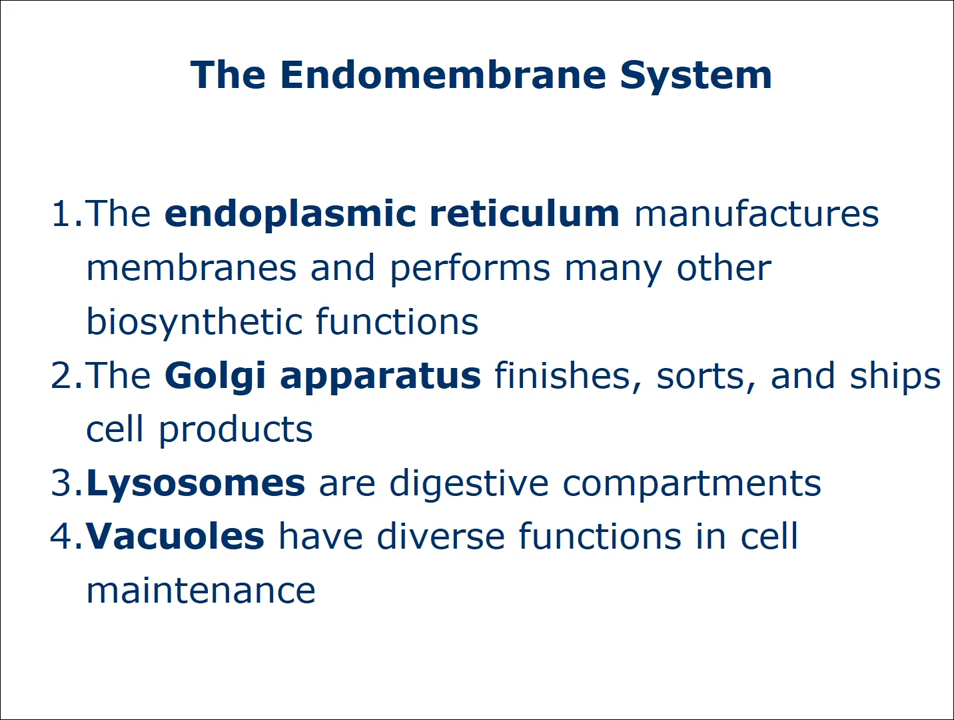 The Endomembrane System
1.The endoplasmic reticulum manufactures
membranes and performs many other
biosynthetic functions
2.The Golgi apparatus finishes, sorts, and ships
cell products
3.Lysosomes are digestive compartments
4.Vacuoles have diverse functions in cell
maintenance